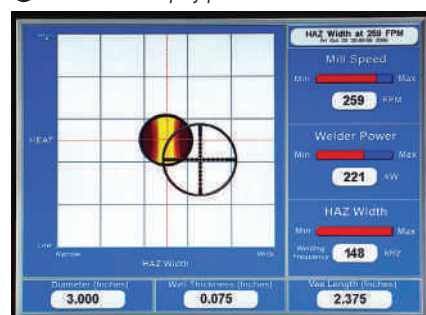 display p
HAZ Width at 259 FPM
High
HEAT
Low
Narrow
Wide
HAZ Width
Mill Speed
Min
Max
259 FPM
Welder Power
Min
Max
221 kW
HAZ Width
Min
Max
Welding Frequency
148 kHz
Diameter (Inches)
3.000
Wall Thickness (Inches)
0.075
Vee Length (Inches)
2.375